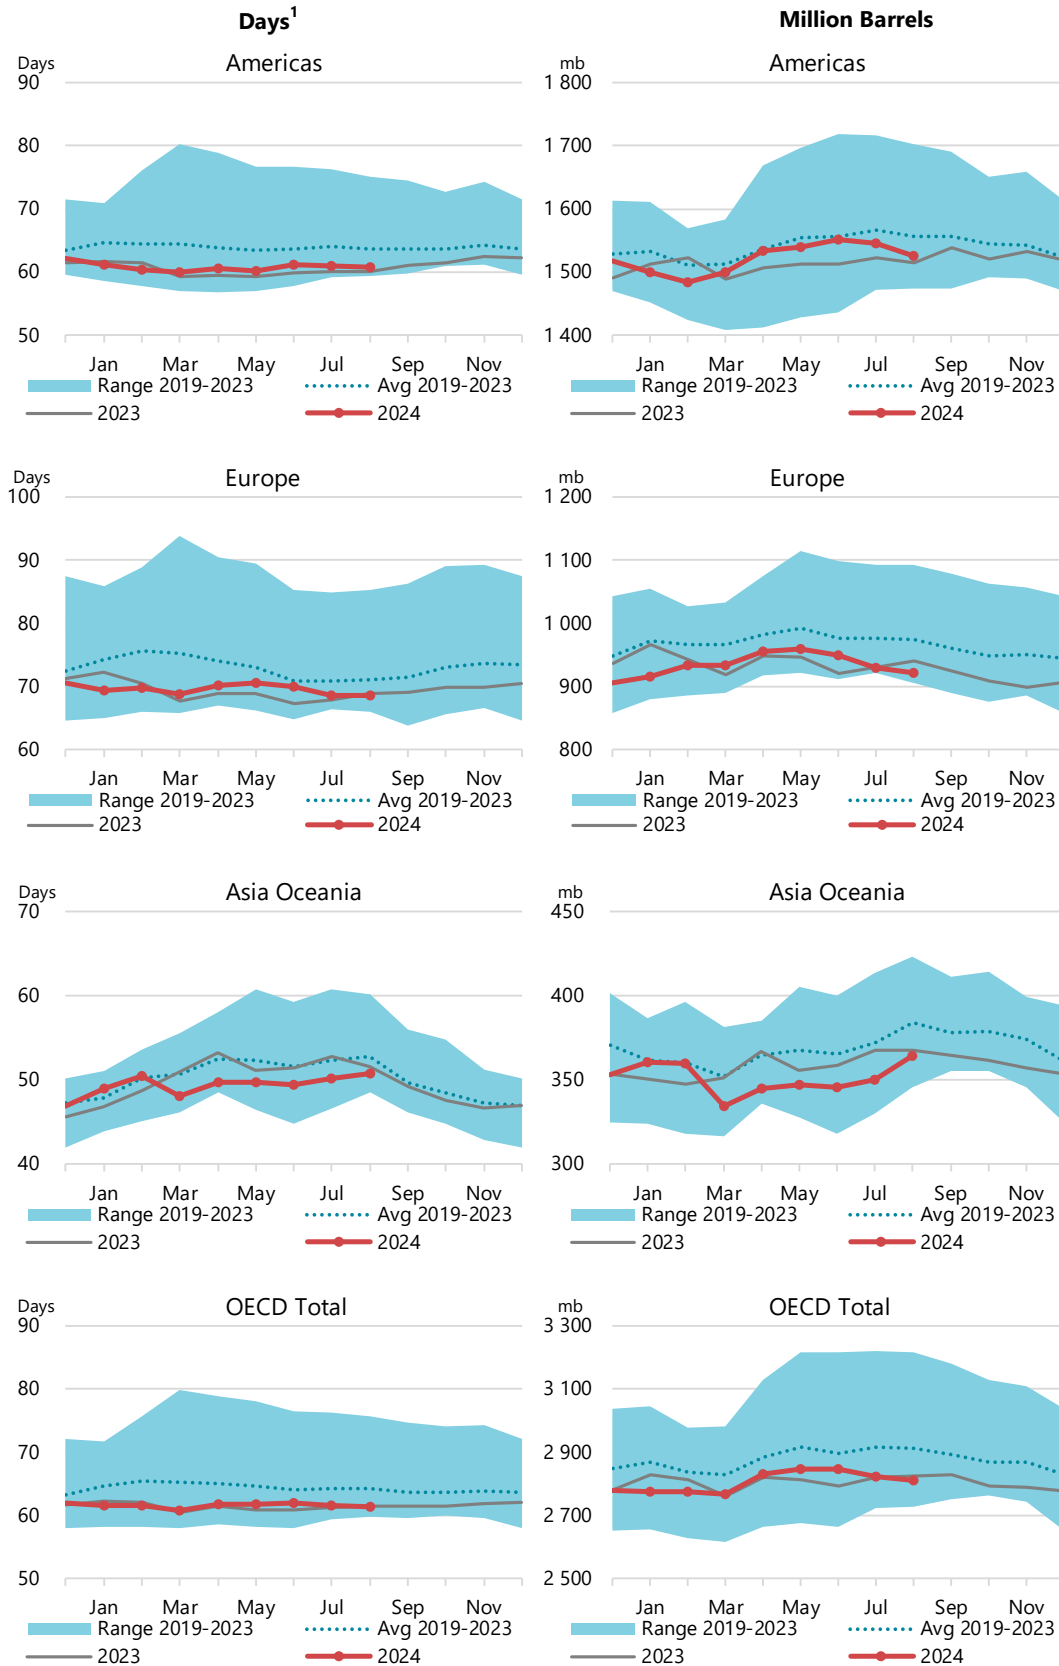 Days1
Million Barrels
Days
Americas
90
80
70
60
50
Jan Mar May Jul Sep Nov
Range 2019-2023
Avg 2019-2023
2023
2024
mb
Americas
1 800
1 700
1 600
1 500
1 400
Jan Mar May Jul Sep Nov
Range 2019-2023
Avg 2019-2023
2023
2024
Days
Europe
100
90
80
70
60
Jan Mar May Jul Sep Nov
Range 2019-2023
Avg 2019-2023
2023
2024
mb
Europe
1 200
1 100
1 000
900
800
Jan Mar May Jul Sep Nov
Range 2019-2023
Avg 2019-2023
2023
2024
Days
Asia Oceania
70
60
50
40
Jan Mar May Jul Sep Nov
Range 2019-2023
Avg 2019-2023
2023
2024
mb
Asia Oceania
450
400
350
300
Jan Mar May Jul Sep Nov
Range 2019-2023
Avg 2019-2023
2023
2024
Days
OECD Total
90
80
70
60
50
Jan Mar May Jul Sep Nov
Range 2019-2023
Avg 2019-2023
2023
2024
mb
OECD Total
3 300
3 100
2 900
2 700
2 500
Jan Mar May Jul Sep Nov
Range 2019-2023
Avg 2019-2023
2023
2024